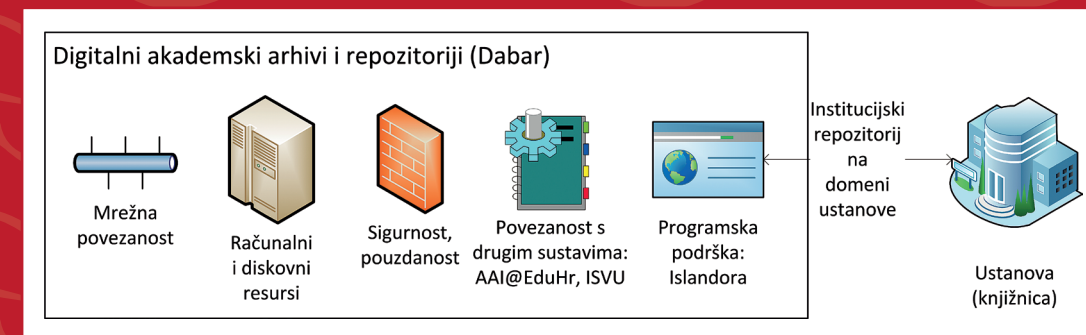 Digitalni akademski arhivi i repozitoriji (Dabar)
Mrežna
povezanost
Računalni
i diskovni
resursi
Sigurnost,
pouzdanost
Povezanost s
drugim sustavima:
AAI@EduHr, ISVU
Programska
podrška:
Islandora
Institucijski
repozitorij
na
domeni
ustanove
Ustanova
(knjižnica)